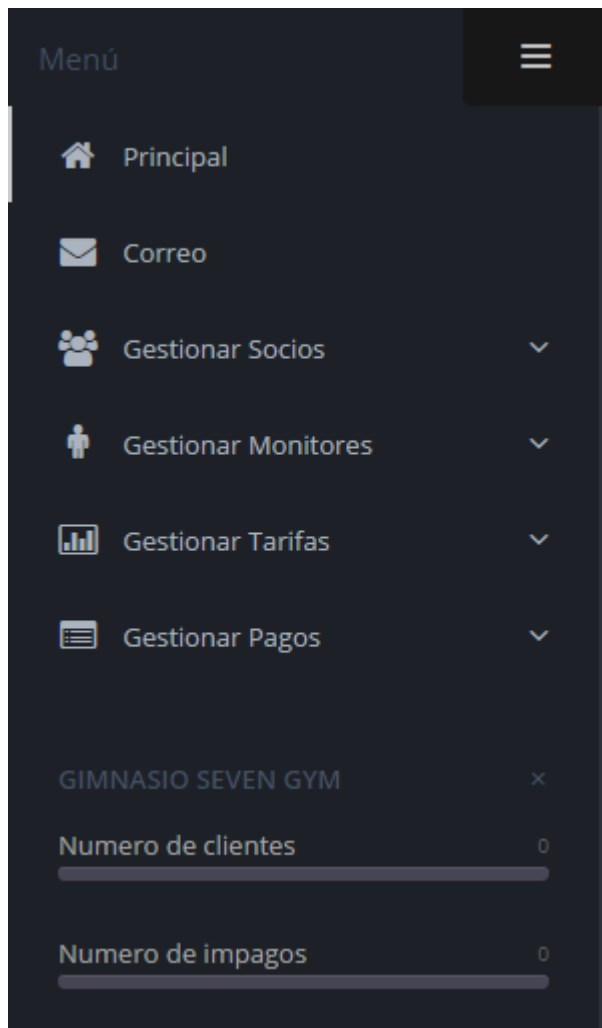 Menú
Principal
Correo
Gestionar Socios
Gestionar Monitores
Gestionar Tarifas
Gestionar Pagos
GIMNASIO SEVEN GYM ×
Numero de clientes 0
Numero de impagos 0